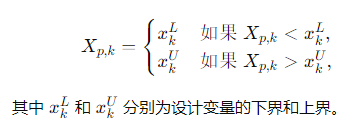 X_{p,k} = { x_k^L 如果 X_{p,k} < x_k^L,
x_k^U 如果 X_{p,k} > x_k^U,
其中 x_k^L 和 x_k^U 分别为设计变量的下界和上界。